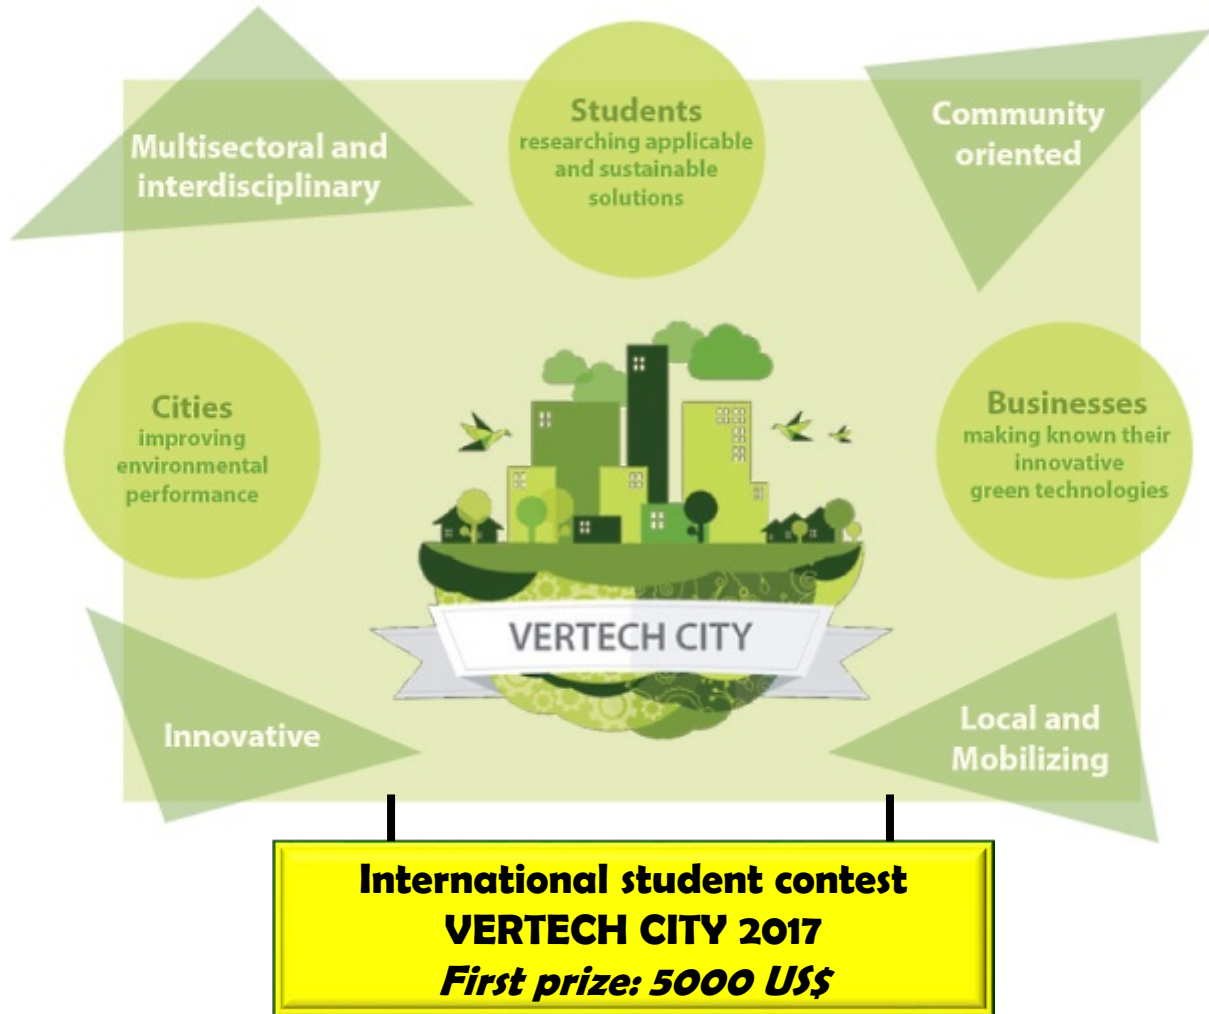 Multisectoral and
interdisciplinary
Students
researching applicable
and sustainable
solutions
Community
oriented
Cities
improving
environmental
performance
Businesses
making known their
innovative
green technologies
VERTECH CITY
Innovative
Local and
Mobilizing
International student contest
VERTECH CITY 2017
First prize: 5000 US$